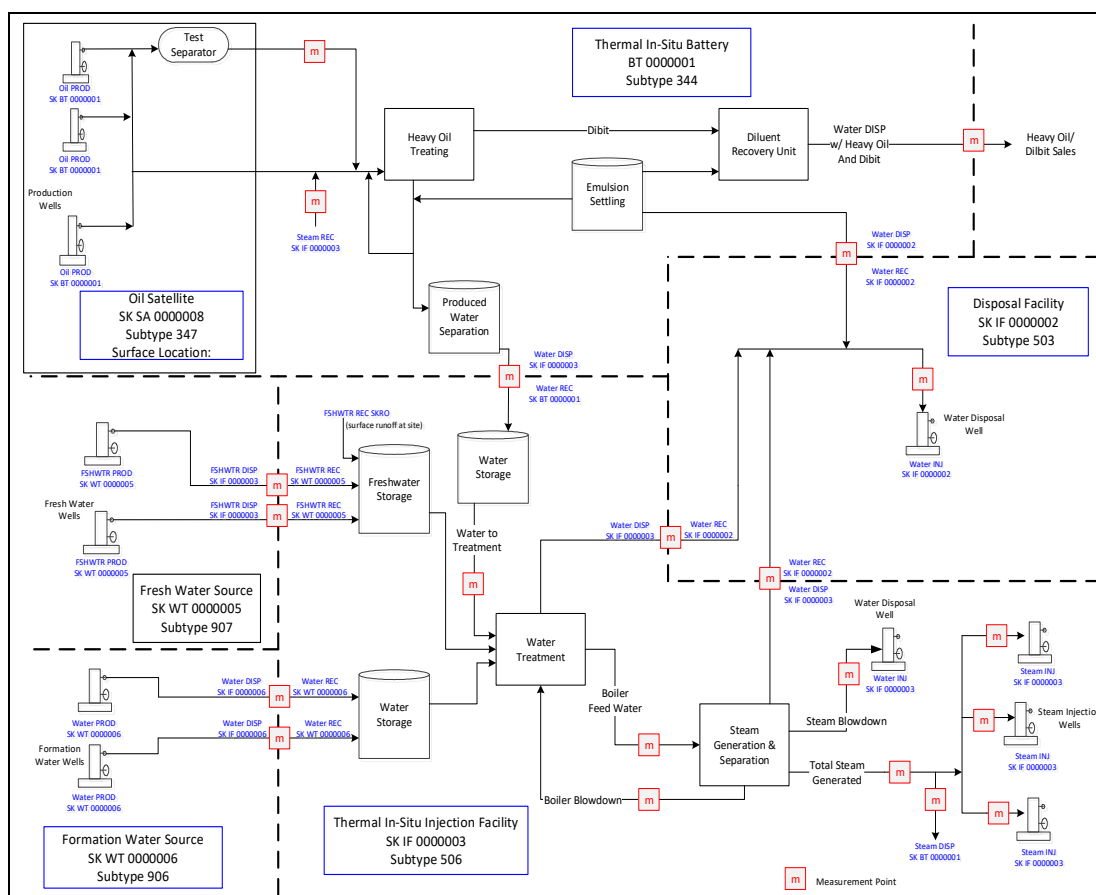 Test
Separator
m
Oil PROD
SK BT 0000001
Oil PROD
SK BT 0000001
Production
Wells
Oil PROD
SK BT 0000001
Oil Satellite
SK SA 0000008
Subtype 347
Surface Location:
Thermal In-Situ Battery
BT 0000001
Subtype 344
Heavy Oil
Treating
Dibit
Diluent
Recovery Unit
Water DISP
w/ Heavy Oil
And Dibit
m
Heavy Oil/
Dilbit Sales
Emulsion
Settling
m
Steam REC
SK IF 0000003
Produced
Water
Separation
Water DISP
SK IF 0000002
m
Water REC
SK IF 0000002
Disposal Facility
SK IF 0000002
Subtype 503
m
Water Disposal
Well
Water INJ
SK IF 0000002
Water DISP
SK IF 0000003
m
Water REC
SK BT 0000001
FSHWTR REC SKRO
(surface runoff at site)
Freshwater
Storage
Water
Storage
FSHWTR PROD
SK WT 0000005
FSHWTR DISP
SK IF 0000003
m
FSHWTR REC
SK WT 0000005
Fresh Water
Wells
FSHWTR DISP
SK IF 0000003
m
FSHWTR REC
SK WT 0000005
FSHWTR PROD
SK WT 0000005
Fresh Water Source
SK WT 0000005
Subtype 907
Water to
Treatment
m
Water DISP
SK IF 0000003
m
Water REC
SK IF 0000002
m
Water REC
SK IF 0000002
Water DISP
SK IF 0000003
Water
Treatment
Water PROD
SK WT 0000006
Water DISP
SK IF 0000006
m
Water REC
SK WT 0000006
Formation
Water Wells
Water DISP
SK IF 0000006
m
Water REC
SK WT 0000006
Water PROD
SK WT 0000006
Water
Storage
Formation Water Source
SK WT 0000006
Subtype 906
Boiler
Feed Water
m
Steam
Generation &
Separation
Boiler Blowdown
m
Water Disposal
Well
m
Water INJ
SK IF 0000003
Steam Blowdown
Total Steam
Generated
m
m
Steam DISP
SK BT 0000001
m
Steam INJ
SK IF 0000003
m
Steam Injection
Wells
Steam INJ
SK IF 0000003
m
Steam INJ
SK IF 0000003
Thermal In-Situ Injection Facility
SK IF 0000003
Subtype 506
m
Measurement Point